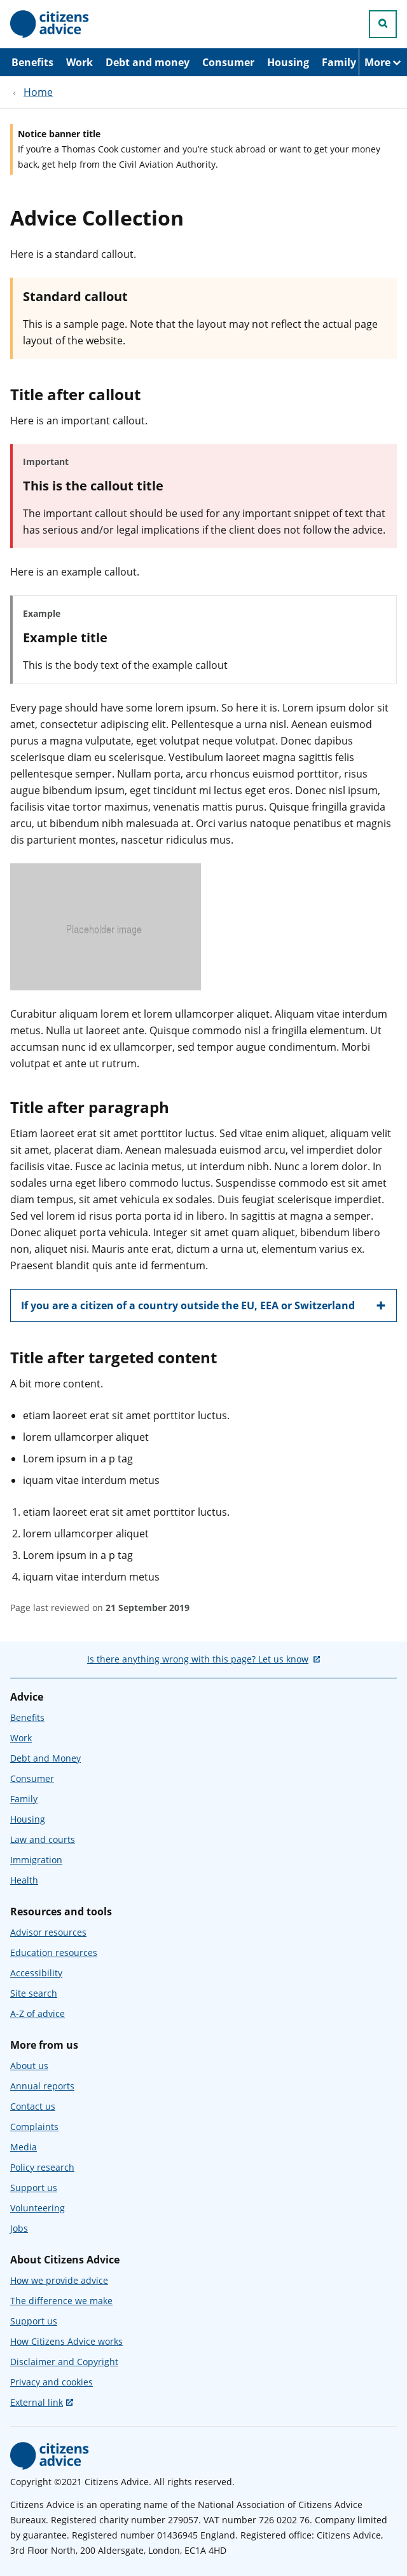 citizens
advice
Benefits Work Debt and money Consumer Housing Family More
‹ Home
Notice banner title
If you’re a Thomas Cook customer and you’re stuck abroad or want to get your money
back, get help from the Civil Aviation Authority.
Advice Collection
Here is a standard callout.
Standard callout
This is a sample page. Note that the layout may not reflect the actual page
layout of the website.
Title after callout
Here is an important callout.
Important
This is the callout title
The important callout should be used for any important snippet of text that
has serious and/or legal implications if the client does not follow the advice.
Here is an example callout.
Example
Example title
This is the body text of the example callout
Every page should have some lorem ipsum. So here it is. Lorem ipsum dolor sit
amet, consectetur adipiscing elit. Pellentesque a urna nisl. Aenean euismod
purus a magna vulputate, eget volutpat neque volutpat. Donec dapibus
scelerisque diam eu scelerisque. Vestibulum laoreet magna sagittis felis
pellentesque semper. Nullam porta, arcu rhoncus euismod porttitor, risus
augue bibendum ipsum, eget tincidunt mi lectus eget eros. Donec nisl ipsum,
facilisis vitae tortor maximus, venenatis mattis purus. Quisque fringilla gravida
arcu, ut bibendum nibh malesuada at. Orci varius natoque penatibus et magnis
dis parturient montes, nascetur ridiculus mus.
Placeholder image
Curabitur aliquam lorem et lorem ullamcorper aliquet. Aliquam vitae interdum
metus. Nulla ut laoreet ante. Quisque commodo nisl a fringilla elementum. Ut
accumsan nunc id ex ullamcorper, sed tempor augue condimentum. Morbi
volutpat et ante ut rutrum.
Title after paragraph
Etiam laoreet erat sit amet porttitor luctus. Sed vitae enim aliquet, aliquam velit
sit amet, placerat diam. Aenean malesuada euismod arcu, vel imperdiet dolor
facilisis vitae. Fusce ac lacinia metus, ut interdum nibh. Nunc a lorem dolor. In
sodales urna eget libero commodo luctus. Suspendisse commodo est sit amet
diam tempus, sit amet vehicula ex sodales. Duis feugiat scelerisque imperdiet.
Sed vel lorem id risus porta porta id in libero. In sagittis at magna a semper.
Donec aliquet porta vehicula. Integer sit amet quam aliquet, bibendum libero
non, aliquet nisi. Mauris ante erat, dictum a urna ut, elementum varius ex.
Praesent blandit quis ante id fermentum.
If you are a citizen of a country outside the EU, EEA or Switzerland
Title after targeted content
A bit more content.
• etiam laoreet erat sit amet porttitor luctus.
• lorem ullamcorper aliquet
• Lorem ipsum in a p tag
• iquam vitae interdum metus
1. etiam laoreet erat sit amet porttitor luctus.
2. lorem ullamcorper aliquet
3. Lorem ipsum in a p tag
4. iquam vitae interdum metus
Page last reviewed on 21 September 2019
Is there anything wrong with this page? Let us know
Advice
Benefits
Work
Debt and Money
Consumer
Family
Housing
Law and courts
Immigration
Health
Resources and tools
Advisor resources
Education resources
Accessibility
Site search
A-Z of advice
More from us
About us
Annual reports
Contact us
Complaints
Media
Policy research
Support us
Volunteering
Jobs
About Citizens Advice
How we provide advice
The difference we make
Support us
How Citizens Advice works
Disclaimer and Copyright
Privacy and cookies
External link
citizens
advice
Copyright ©2021 Citizens Advice. All rights reserved.
Citizens Advice is an operating name of the National Association of Citizens Advice
Bureaux. Registered charity number 279057. VAT number 726 0202 76. Company limited
by guarantee. Registered number 01436945 England. Registered office: Citizens Advice,
3rd Floor North, 200 Aldersgate, London, EC1A 4HD